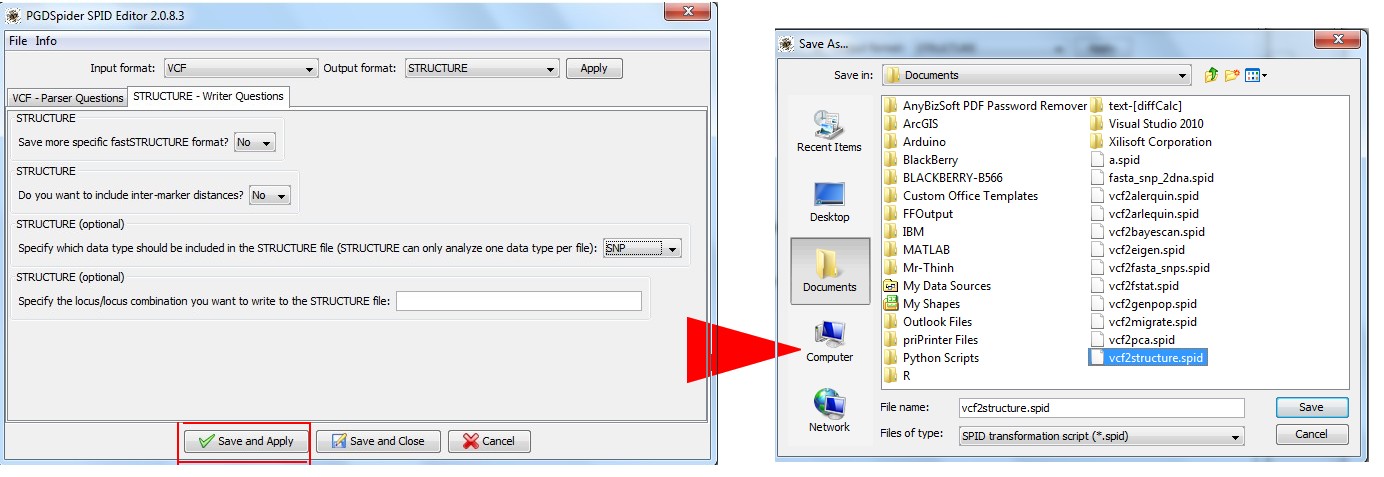 PGDSpider SPID Editor 2.0.8.3
File Info
Input format: VCF Output format: STRUCTURE Apply
VCF - Parser Questions STRUCTURE - Writer Questions
STRUCTURE
Save more specific fastSTRUCTURE format? No
STRUCTURE
Do you want to include inter-marker distances? No
STRUCTURE (optional)
Specify which data type should be included in the STRUCTURE file (STRUCTURE can only analyze one data type per file): SNP
STRUCTURE (optional)
Specify the locus/locus combination you want to write to the STRUCTURE file:
Save and Apply Save and Close Cancel
Save As...
Save in: Documents
Recent Items
Desktop
Documents
Computer
Network
AnyBizSoft PDF Password Remover
ArcGIS
Arduino
BlackBerry
BLACKBERRY-B566
Custom Office Templates
FFOutput
IBM
MATLAB
Mr-Thinh
My Data Sources
My Shapes
Outlook Files
priPrinter Files
Python Scripts
R
text-[diffCalc]
Visual Studio 2010
Xilisoft Corporation
a.spid
fasta_snp_2dna.spid
vcf2alerquin.spid
vcf2arlequin.spid
vcf2bayescan.spid
vcf2eigen.spid
vcf2fasta_snps.spid
vcf2fstat.spid
vcf2genpop.spid
vcf2migrate.spid
vcf2pca.spid
vcf2structure.spid
File name: vcf2structure.spid Save
Files of type: SPID transformation script (*.spid) Cancel